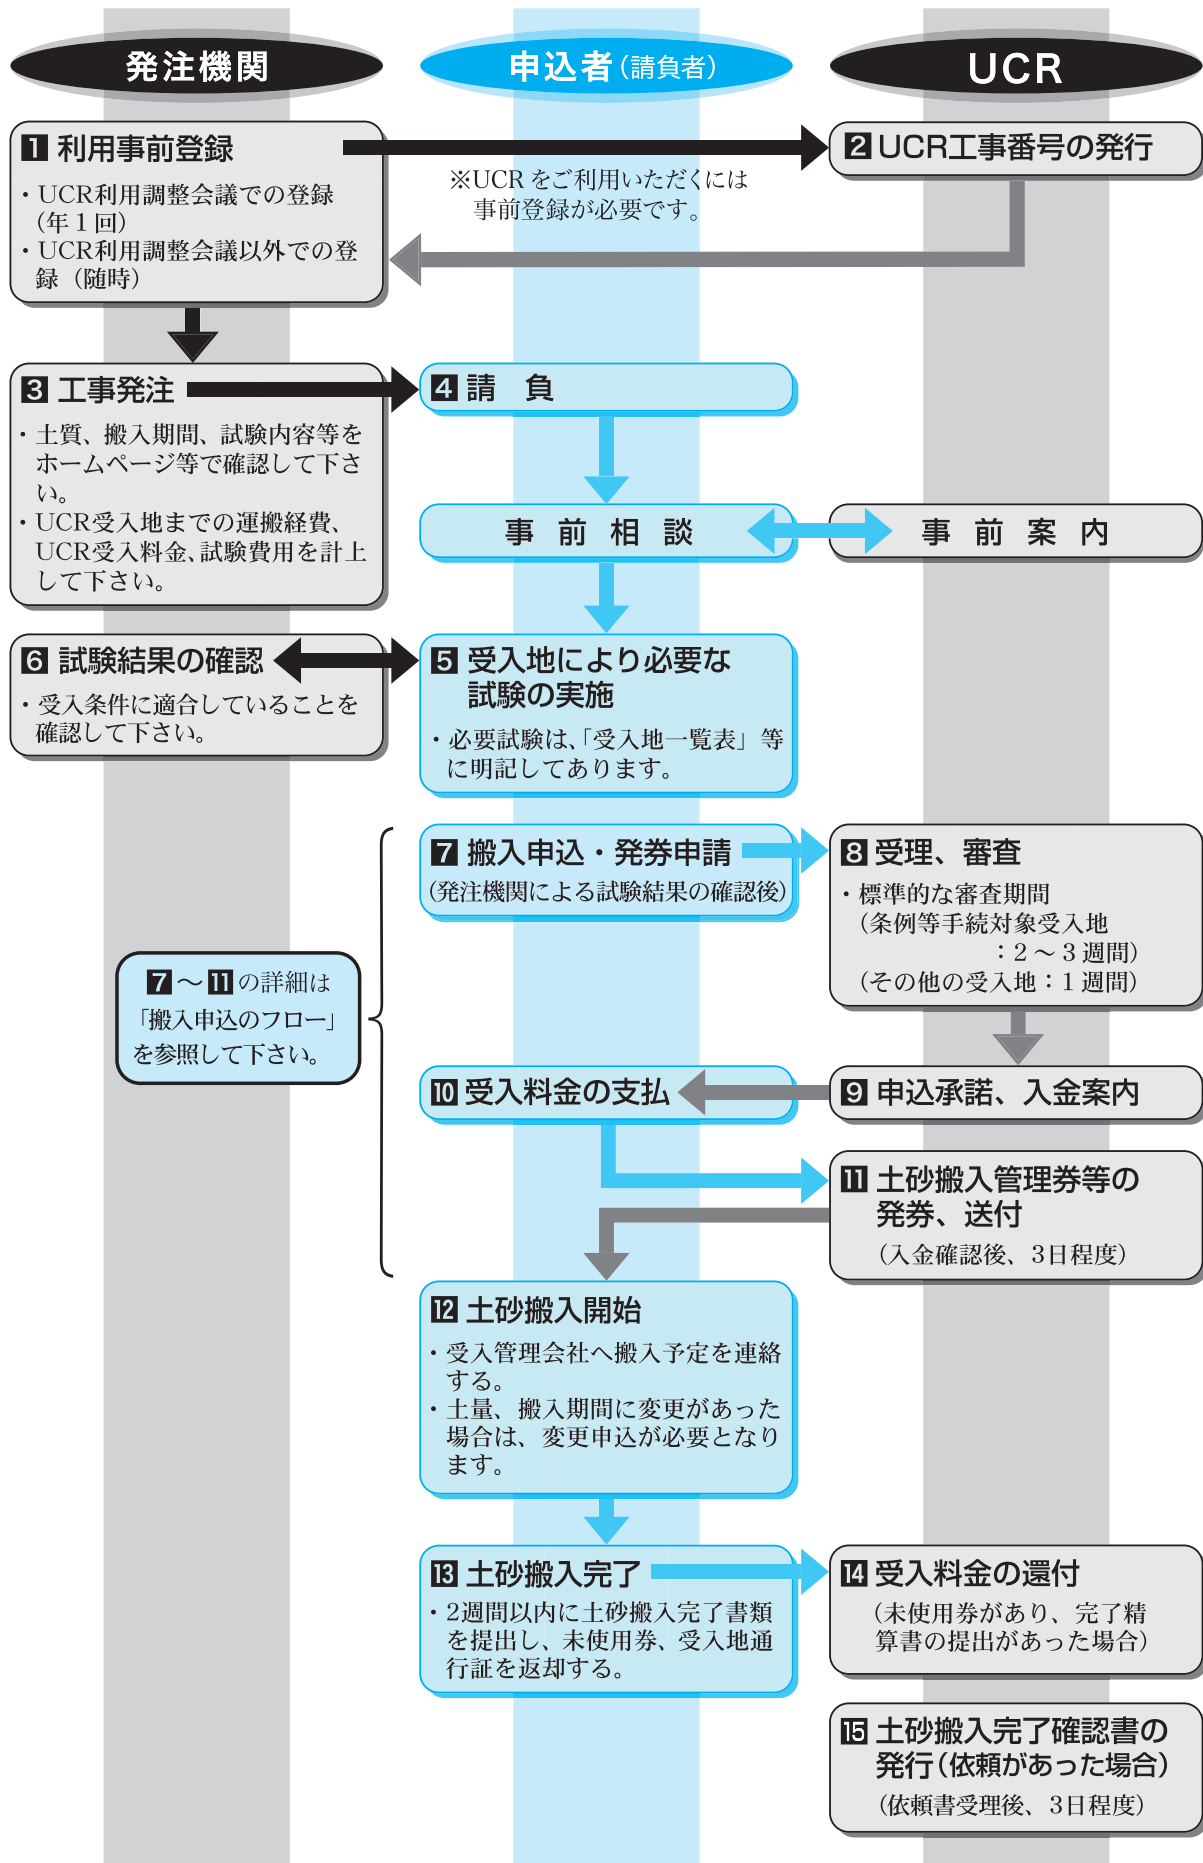 発注機関
申込者（請負者）
UCR
1 利用事前登録
・UCR利用調整会議での登録
（年１回）
・UCR利用調整会議以外での登
録（随時）
※UCRをご利用いただくには
事前登録が必要です。
2 UCR工事番号の発行
3 工事発注
・土質、搬入期間、試験内容等を
ホームページ等で確認して下さ
い。
・UCR受入地までの運搬経費、
UCR受入料金、試験費用を計上
して下さい。
4 請　負
事前相談
事前案内
6 試験結果の確認
・受入条件に適合していることを
確認して下さい。
5 受入地により必要な
試験の実施
・必要試験は、「受入地一覧表」等
に明記してあります。
7 搬入申込・発券申請
（発注機関による試験結果の確認後）
8 受理、審査
・標準的な審査期間
（条例等手続対象受入地
：２～３週間）
（その他の受入地：１週間）
7～11の詳細は
「搬入申込のフロー」
を参照して下さい。
10 受入料金の支払
9 申込承諾、入金案内
11 土砂搬入管理券等の
発券、送付
（入金確認後、3日程度）
12 土砂搬入開始
・受入管理会社へ搬入予定を連絡
する。
・土量、搬入期間に変更があった
場合は、変更申込が必要となり
ます。
13 土砂搬入完了
・2週間以内に土砂搬入完了書類
を提出し、未使用券、受入地通
行証を返却する。
14 受入料金の還付
（未使用券があり、完了精
算書の提出があった場合）
15 土砂搬入完了確認書の
発行（依頼があった場合）
（依頼書受理後、3日程度）